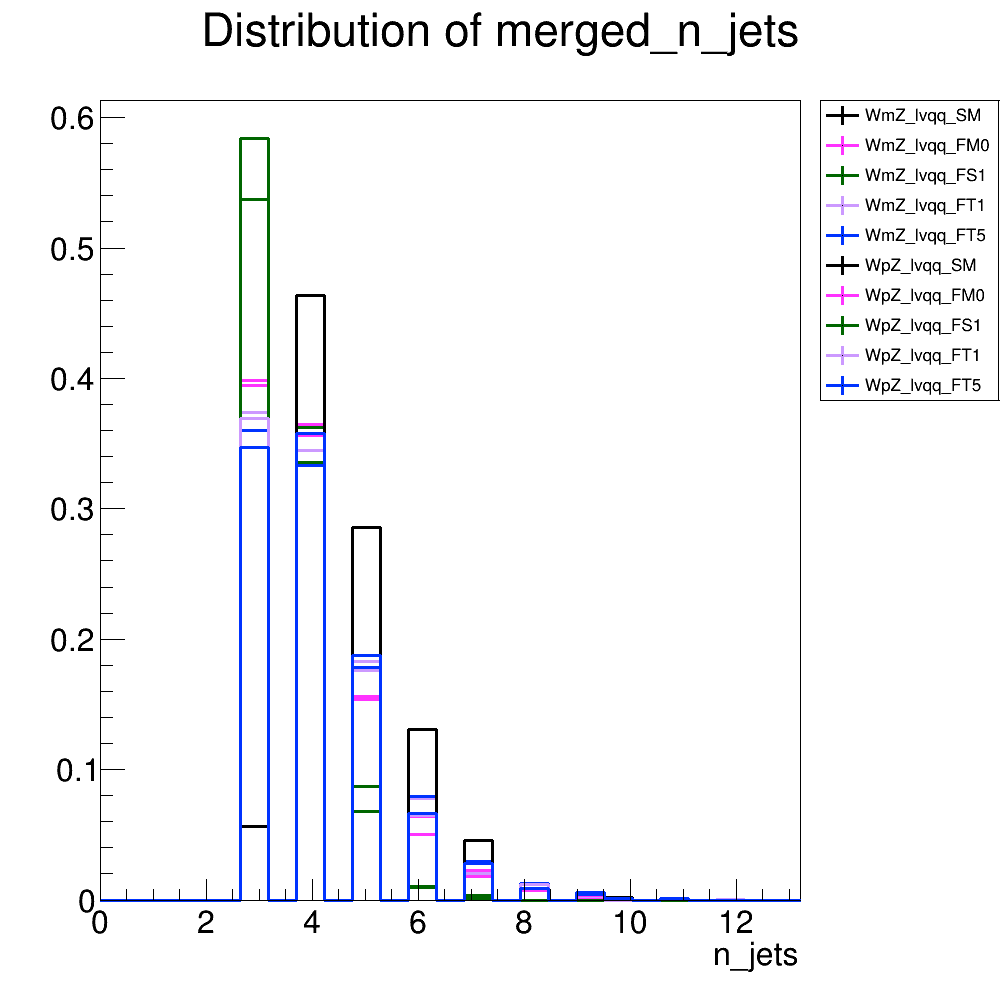 Distribution of merged_n_jets
0.6
0.5
0.4
0.3
0.2
0.1
0
0 2 4 6 8 10 12
n_jets
WmZ_lvqq_SM
WmZ_lvqq_FM0
WmZ_lvqq_FS1
WmZ_lvqq_FT1
WmZ_lvqq_FT5
WpZ_lvqq_SM
WpZ_lvqq_FM0
WpZ_lvqq_FS1
WpZ_lvqq_FT1
WpZ_lvqq_FT5